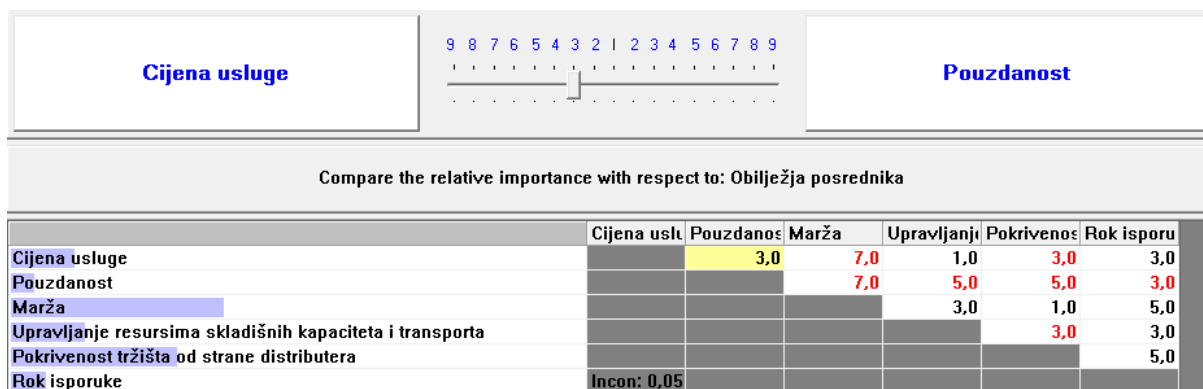 9 8 7 6 5 4 3 2 | 2 3 4 5 6 7 8 9
Cijena usluge Pouzdanost
Compare the relative importance with respect to: Obilježja posrednika
Cijena uslu Pouzdanos Marža Upravljanje Pokrivenos Rok isporu
Cijena usluge 3,0 7,0 1,0 3,0 3,0
Pouzdanost 7,0 5,0 5,0 3,0
Marža 3,0 1,0 5,0
Upravljanje resursima skladišnih kapaciteta i transporta 3,0 3,0
Pokrivenost tržišta od strane distributera 5,0
Rok isporuke Incon: 0,05